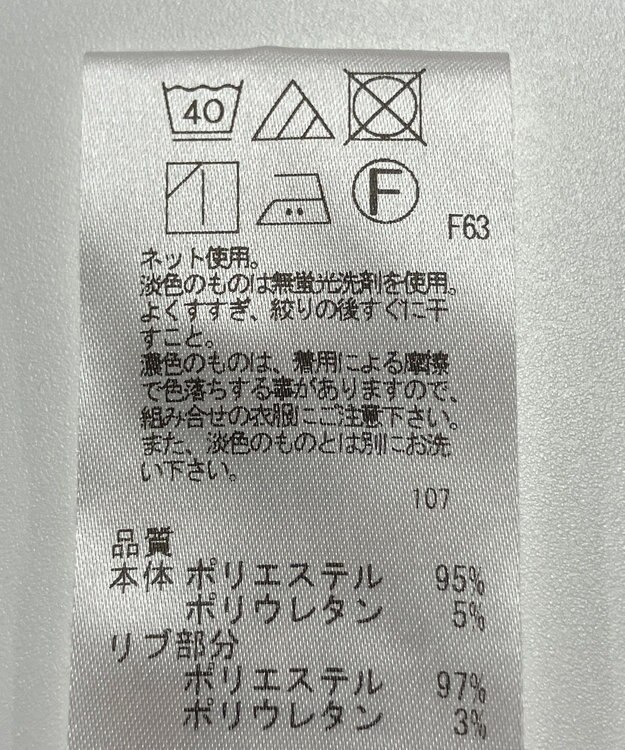 40
F
F63
ネット使用。
淡色のものは無蛍光洗剤を使用。
よくすすぎ、絞りの後すぐに干
すこと。
濃色のものは、着用による摩擦
で色落ちする事がありますので、
組み合せの衣服にご注意下さい。
また、淡色のものとは別にお洗
い下さい。
107
品質
本体 ポリエステル 95%
ポリウレタン 5%
リブ部分
ポリエステル 97%
ポリウレタン 3%